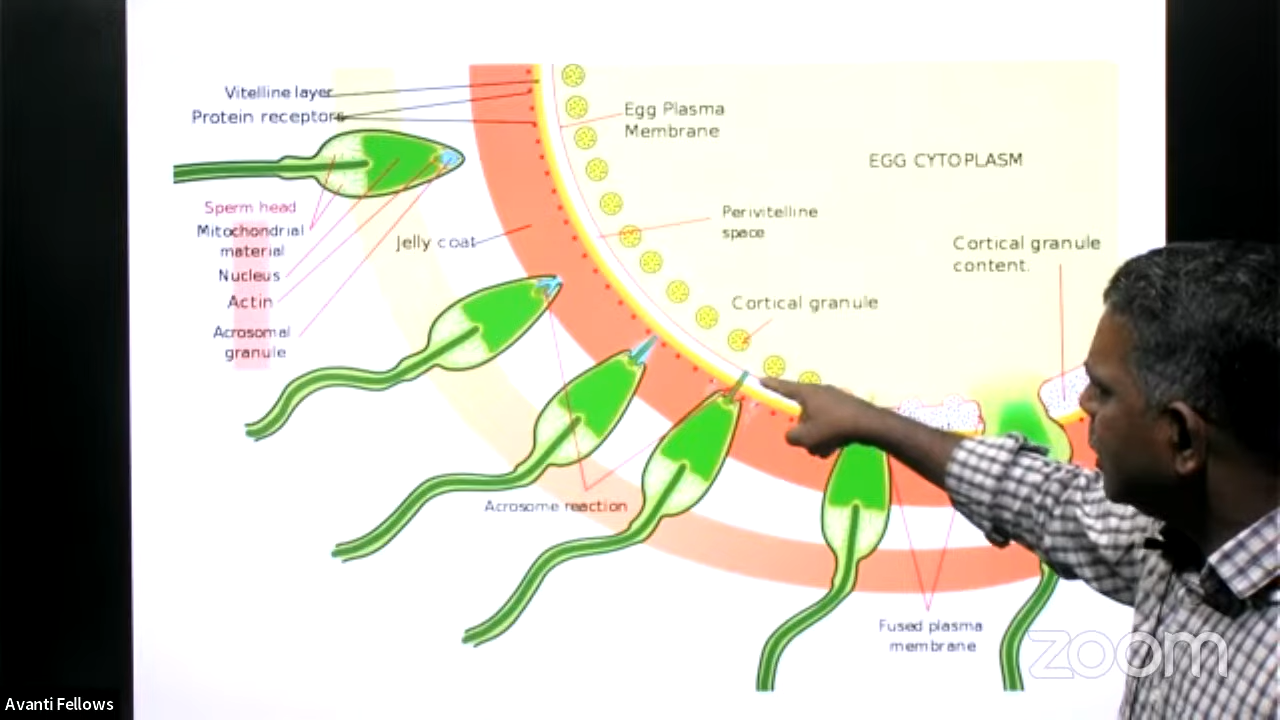 Vitelline layer
Protein receptors
Sperm head
Mitochondrial
material
Nucleus
Actin
Acrosomal
granule
Jelly coat
Egg Plasma
Membrane
EGG CYTOPLASM
Perivitelline
space
Cortical granule
Cortical granule
content.
Acrosome reaction
Fused plasma
membrane
zoom
Avanti Fellows